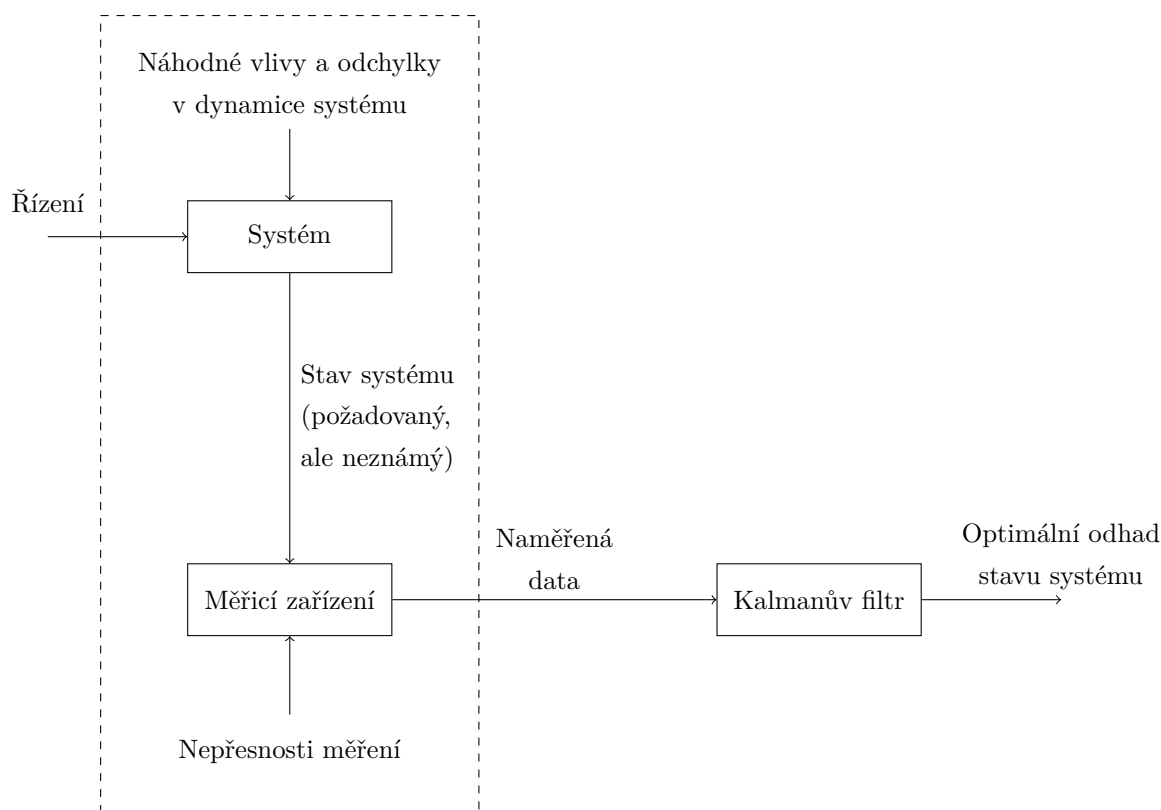 Náhodné vlivy a odchylky
v dynamice systému
Řízení
Systém
Stav systému
(požadovaný,
ale neznámý)
Naměřená
data
Optimální odhad
stavu systému
Měřicí zařízení
Kalmanův filtr
Nepřesnosti měření